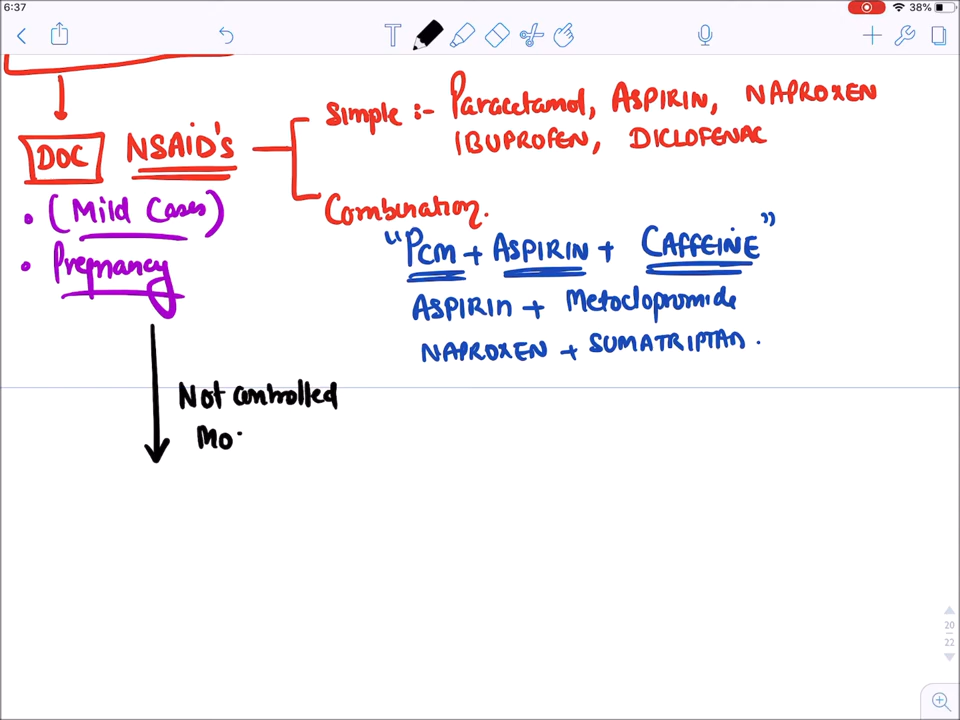 6:37
38%
T
Simple :- Paracetamol, ASPIRIN, NAPROXEN
IBUPROFEN, DICLOFENAC
DOC NSAID'S
• (Mild Cases)
Combination.
• Pregnancy
"PCM + ASPIRIN + CAFFEINE"
ASPIRIN + Metoclopromide
NAPROXEN + SUMATRIPTAN.
Not controlled
Mo.
20
22